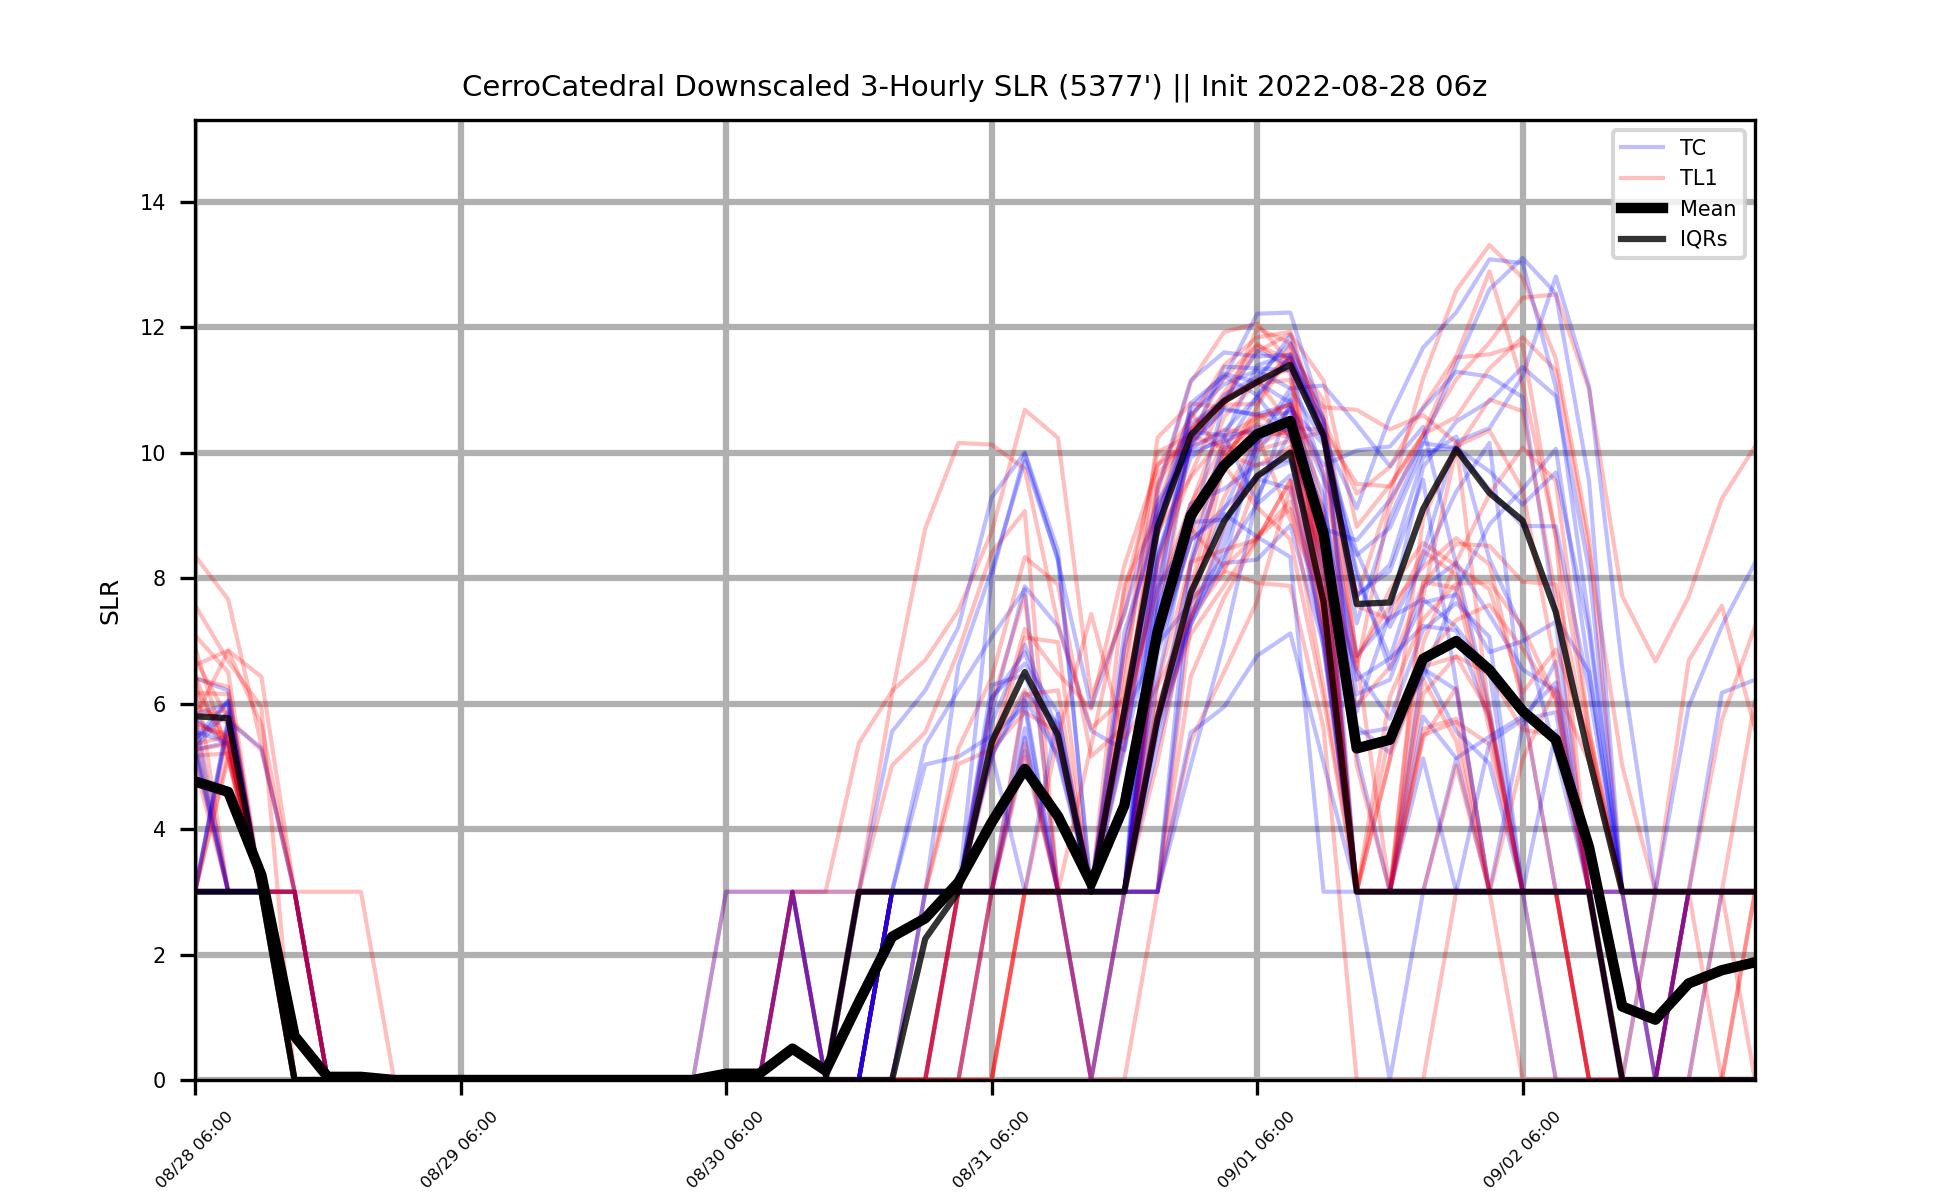 CerroCatedral Downscaled 3-Hourly SLR (5377') || Init 2022-08-28 06z
TC
TL1
Mean
IQRs
SLR
14
12
10
8
6
4
2
0
08/28 06:00
08/29 06:00
08/30 06:00
08/31 06:00
09/01 06:00
09/02 06:00